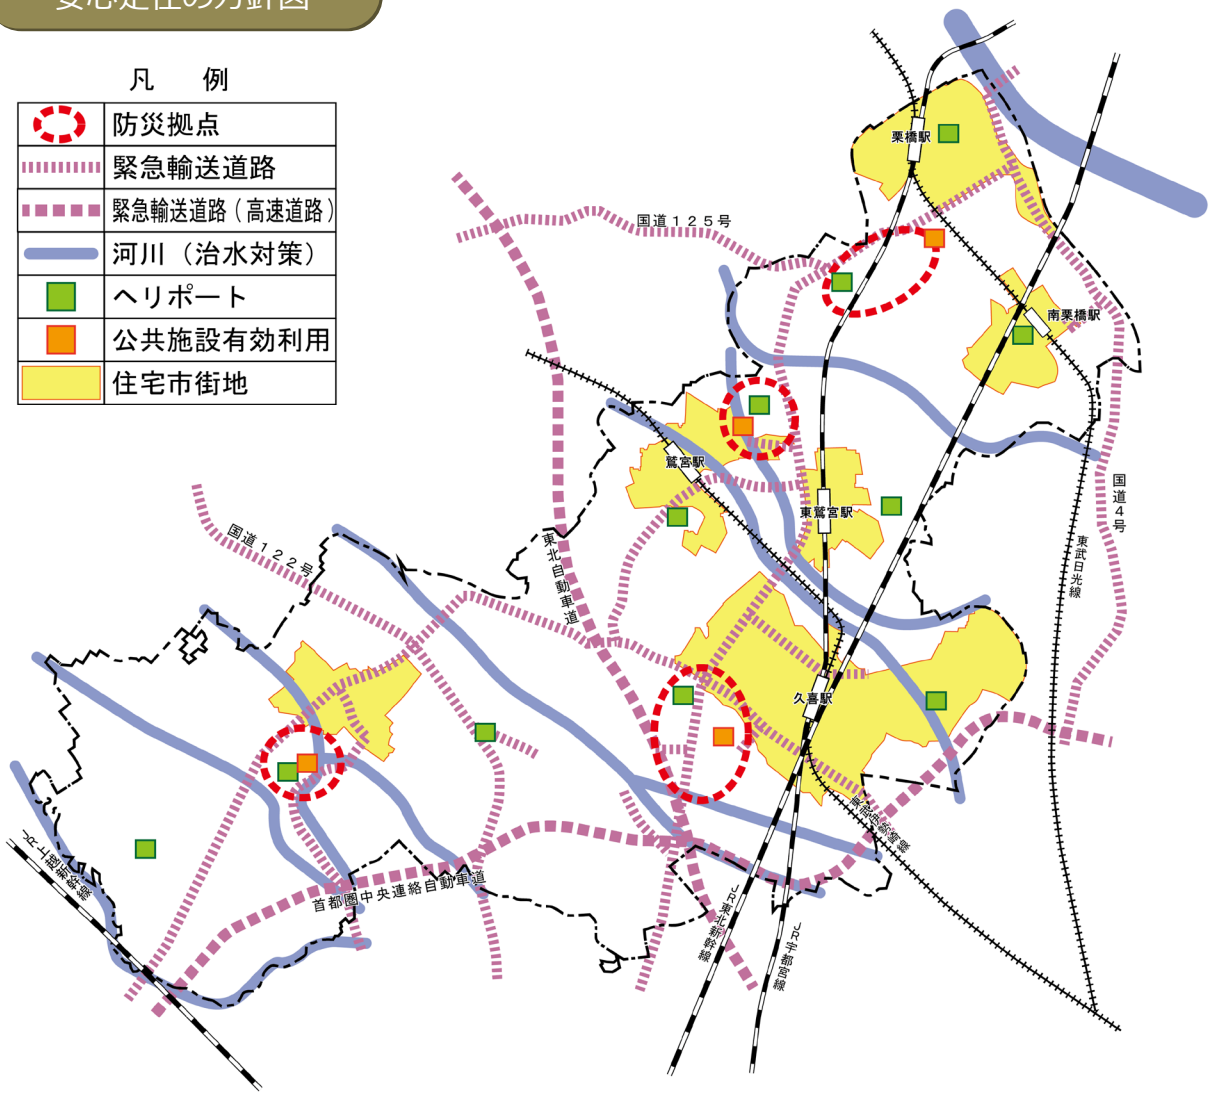 安心定住の方針図
凡　例
防災拠点
緊急輸送道路
緊急輸送道路（高速道路）
河川（治水対策）
ヘリポート
公共施設有効利用
住宅市街地
栗橋駅
国道１２５号
南栗橋駅
鷲宮駅
東鷲宮駅
国道４号
東武日光線
国道１２２号
東北自動車道
久喜駅
東武伊勢崎線
ＪＲ上越新幹線
首都圏中央連絡自動車道
ＪＲ東北新幹線
ＪＲ宇都宮線